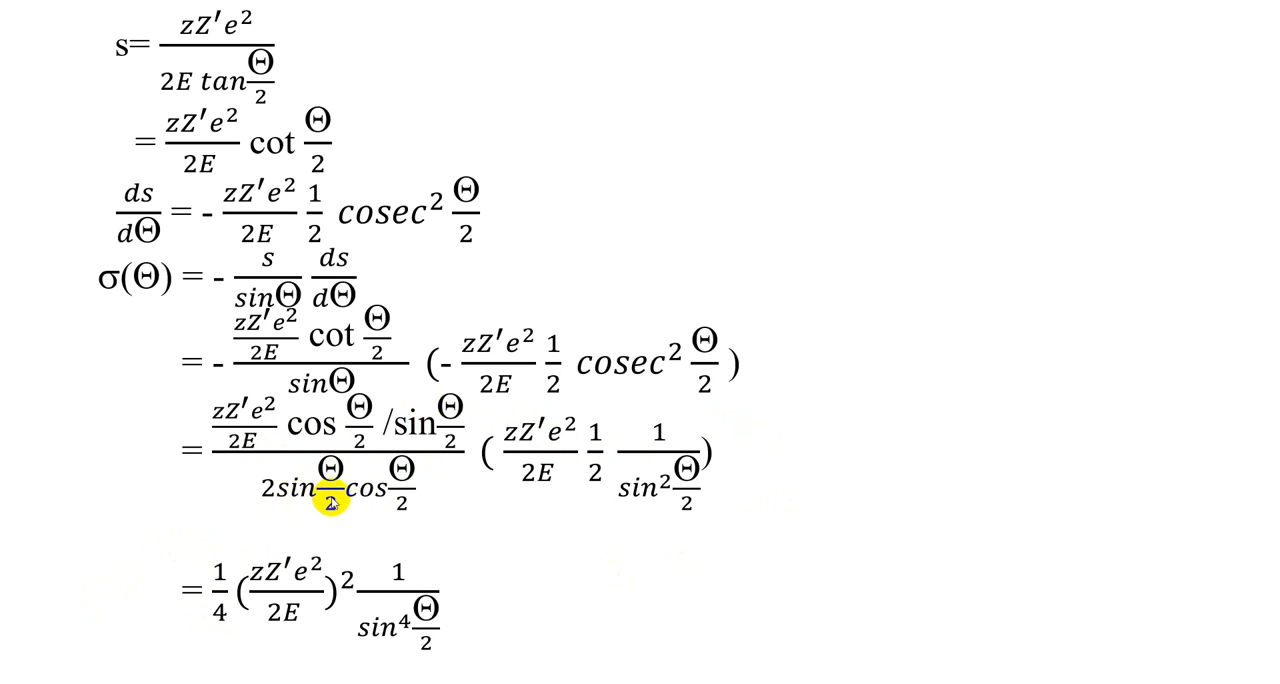 s= zZ′e² / 2E tan Θ/2
= zZ′e²/2E cot Θ/2
ds/dΘ = - zZ′e²/2E 1/2 cosec² Θ/2
σ(Θ) = - s/sinΘ ds/dΘ
= - (zZ′e²/2E cot Θ/2)/sinΘ (- zZ′e²/2E 1/2 cosec² Θ/2 )
= (zZ′e²/2E cos Θ/2 /sin Θ/2)/(2sin Θ/2 cos Θ/2) ( zZ′e²/2E 1/2 1/(sin² Θ/2))
= 1/4 (zZ′e²/2E)² 1/(sin⁴ Θ/2)